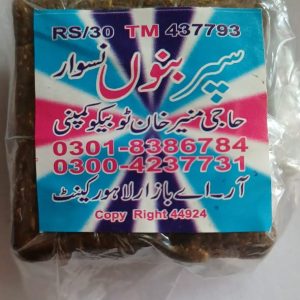 RS/30 TM 437793
سپر بنوں نسوار
حاجی منیر خان ٹوبیکو کمپنی
0301-8386784
0300-4237731
آر۔اے بازار لاہور کینٹ
Copy Right 44924